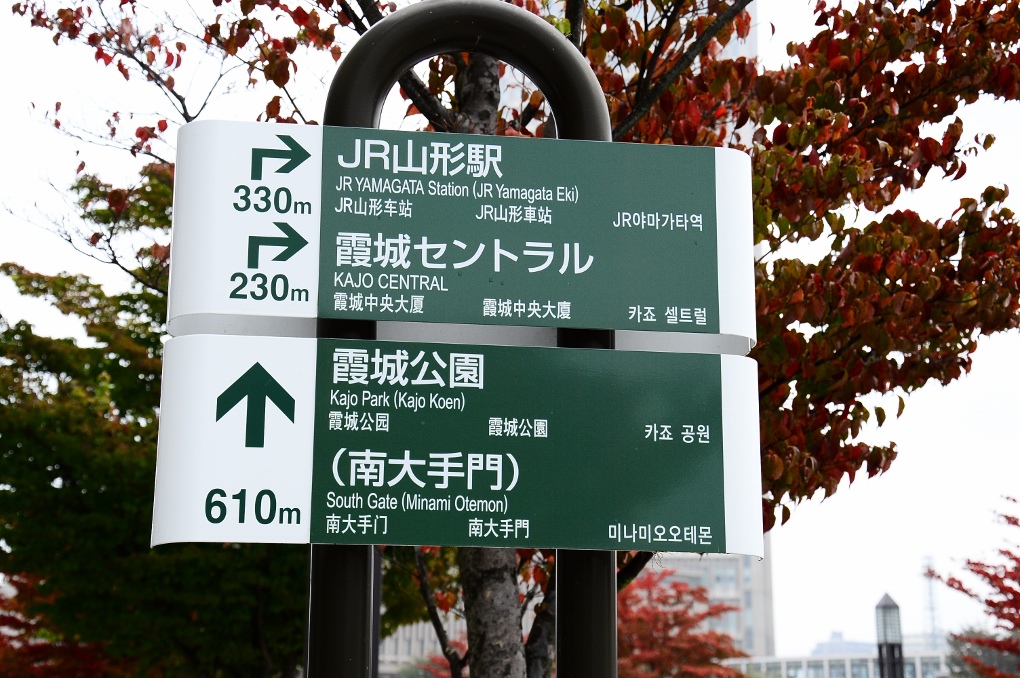 JR山形駅
330m
JR YAMAGATA Station (JR Yamagata Eki)
JR山形车站 JR山形車站 JR야마가타역
霞城セントラル
230m
KAJO CENTRAL
霞城中央大厦 霞城中央大廈 카죠 셀트럴
霞城公園
Kajo Park (Kajo Koen)
霞城公园 霞城公園 카죠 공원
(南大手門)
610m
South Gate (Minami Otemon)
南大手门 南大手門 미나미오오테몬